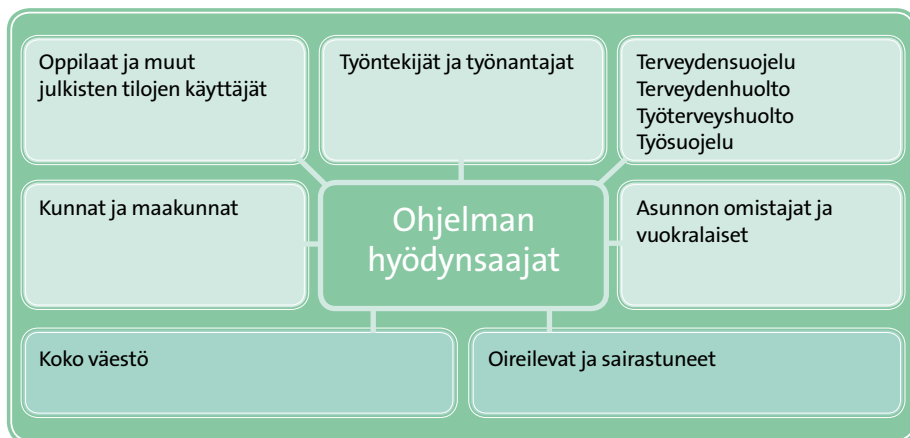 Oppilaat ja muut
julkisten tilojen käyttäjät
Työntekijät ja työnantajat
Terveydensuojelu
Terveydenhuolto
Työterveyshuolto
Työsuojelu
Kunnat ja maakunnat
Ohjelman
hyödynsaajat
Asunnon omistajat ja
vuokralaiset
Koko väestö
Oireilevat ja sairastuneet